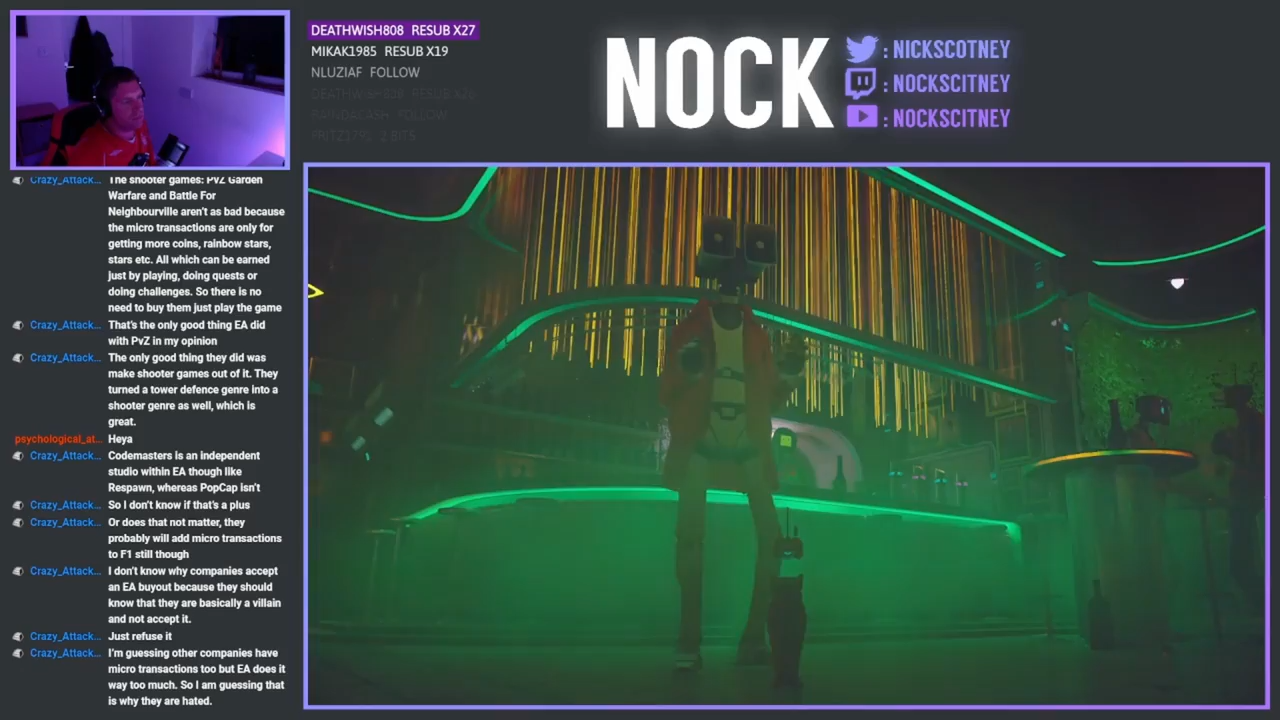 DEATHWISH808 RESUB X27
MIKAK1985 RESUB X19
NLUZIAF FOLLOW
DEATHWISH808 RESUB X26
RAINDACASH FOLLOW
PRITZ1792 2 BITS
NOCK
: NICKSCOTNEY
: NOCKSCITNEY
: NOCKSCITNEY
Crazy_Attack... The shooter games: PvZ Garden
Warfare and Battle For
Neighbourville aren't as bad because
the micro transactions are only for
getting more coins, rainbow stars,
stars etc. All which can be earned
just by playing, doing quests or
doing challenges. So there is no
need to buy them just play the game
Crazy_Attack... That's the only good thing EA did
with PvZ in my opinion
Crazy_Attack... The only good thing they did was
make shooter games out of it. They
turned a tower defence genre into a
shooter genre as well, which is
great.
psychological_at... Heya
Crazy_Attack... Codemasters is an independent
studio within EA though like
Respawn, whereas PopCap isn't
Crazy_Attack... So I don't know if that's a plus
Crazy_Attack... Or does that not matter, they
probably will add micro transactions
to F1 still though
Crazy_Attack... I don't know why companies accept
an EA buyout because they should
know that they are basically a villain
and not accept it.
Crazy_Attack... Just refuse it
Crazy_Attack... I'm guessing other companies have
micro transactions too but EA does it
way too much. So I am guessing that
is why they are hated.